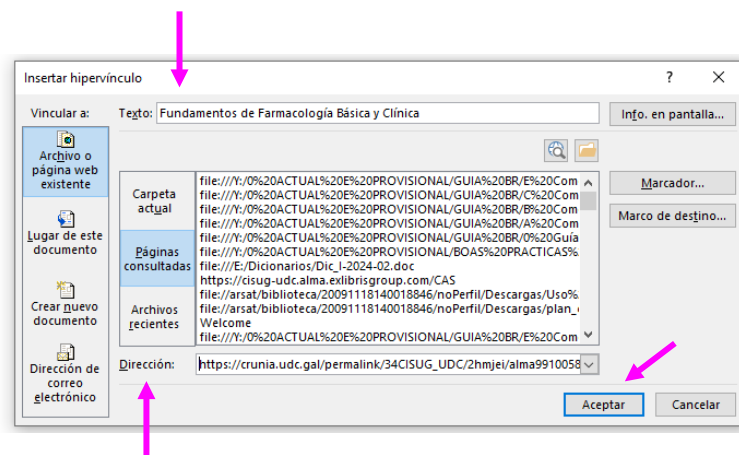 Insertar hipervínculo
?
Vincular a:
Texto: Fundamentos de Farmacología Básica y Clínica
Info. en pantalla...
Archivo o
página web
existente
Lugar de este
documento
Crear nuevo
documento
Dirección de
correo
electrónico
Carpeta
actual
Páginas
consultadas
Archivos
recientes
file:///Y:/0%20ACTUAL%20E%20PROVISIONAL/GUIA%20BR/E%20Com
file:///Y:/0%20ACTUAL%20E%20PROVISIONAL/GUIA%20BR/C%20Com
file:///Y:/0%20ACTUAL%20E%20PROVISIONAL/GUIA%20BR/B%20Com
file:///Y:/0%20ACTUAL%20E%20PROVISIONAL/GUIA%20BR/A%20Com
file:///Y:/0%20ACTUAL%20E%20PROVISIONAL/GUIA%20BR/0%20Guía
file:///Y:/0%20ACTUAL%20E%20PROVISIONAL/BOAS%20PRACTICAS%
file:///E:/Dicionarios/Dic_I-2024-02.doc
https://cisug-udc.alma.exlibrisgroup.com/CAS
file://arsat/biblioteca/20091118140018846/noPerfil/Descargas/Uso%
file://arsat/biblioteca/20091118140018846/noPerfil/Descargas/plan_
Welcome
file:///Y:/0%20ACTUAL%20E%20PROVISIONAL/GUIA%20BR/E%20Com
Marcador...
Marco de destino...
Dirección: https://crunia.udc.gal/permalink/34CISUG_UDC/2hmjei/alma9910058
Aceptar
Cancelar